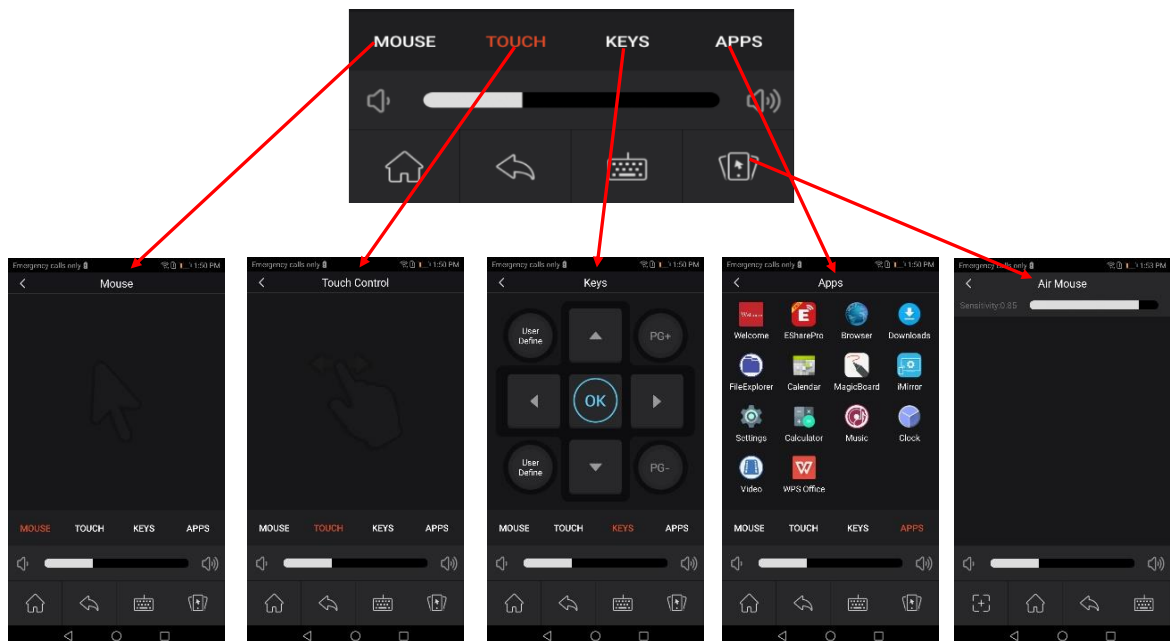 MOUSE TOUCH KEYS APPS
Emergency calls only 1:50 PM
Mouse
MOUSE TOUCH KEYS APPS
Emergency calls only 1:50 PM
Touch Control
MOUSE TOUCH KEYS APPS
Emergency calls only 1:50 PM
Keys
User Define
PG+
OK
User Define
PG-
MOUSE TOUCH KEYS APPS
Emergency calls only 1:50 PM
Apps
Welcome ESharePro Browser Downloads
FileExplorer Calendar MagicBoard iMirror
Settings Calculator Music Clock
Video WPS Office
MOUSE TOUCH KEYS APPS
Emergency calls only 1:53 PM
Air Mouse
Sensitivity:0.85